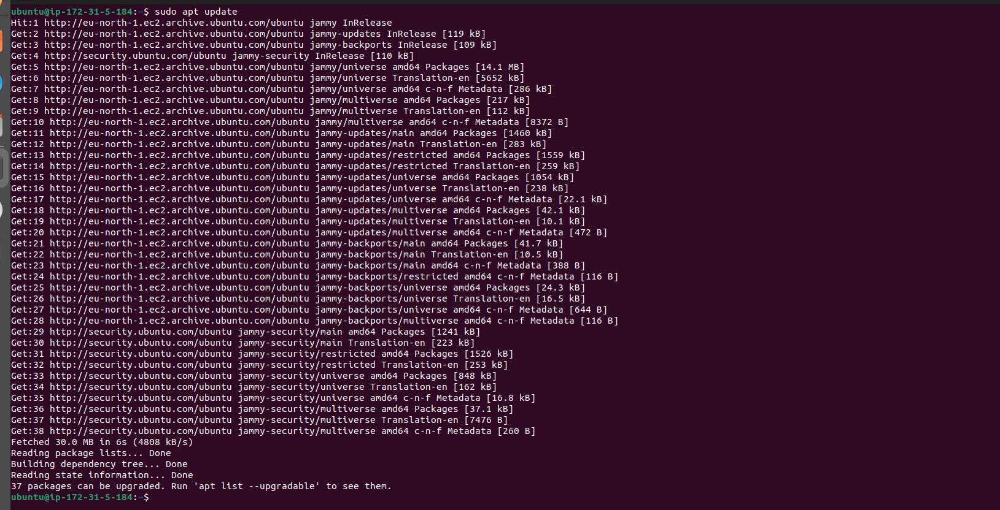 ubuntu@ip-172-31-5-184:~$ sudo apt update
Hit:1 http://eu-north-1.ec2.archive.ubuntu.com/ubuntu jammy InRelease
Get:2 http://eu-north-1.ec2.archive.ubuntu.com/ubuntu jammy-updates InRelease [119 kB]
Get:3 http://eu-north-1.ec2.archive.ubuntu.com/ubuntu jammy-backports InRelease [109 kB]
Get:4 http://security.ubuntu.com/ubuntu jammy-security InRelease [110 kB]
Get:5 http://eu-north-1.ec2.archive.ubuntu.com/ubuntu jammy/universe amd64 Packages [14.1 MB]
Get:6 http://eu-north-1.ec2.archive.ubuntu.com/ubuntu jammy/universe Translation-en [5652 kB]
Get:7 http://eu-north-1.ec2.archive.ubuntu.com/ubuntu jammy/universe amd64 c-n-f Metadata [286 kB]
Get:8 http://eu-north-1.ec2.archive.ubuntu.com/ubuntu jammy/multiverse amd64 Packages [217 kB]
Get:9 http://eu-north-1.ec2.archive.ubuntu.com/ubuntu jammy/multiverse Translation-en [112 kB]
Get:10 http://eu-north-1.ec2.archive.ubuntu.com/ubuntu jammy/multiverse amd64 c-n-f Metadata [8372 B]
Get:11 http://eu-north-1.ec2.archive.ubuntu.com/ubuntu jammy-updates/main amd64 Packages [1460 kB]
Get:12 http://eu-north-1.ec2.archive.ubuntu.com/ubuntu jammy-updates/main Translation-en [283 kB]
Get:13 http://eu-north-1.ec2.archive.ubuntu.com/ubuntu jammy-updates/restricted amd64 Packages [1559 kB]
Get:14 http://eu-north-1.ec2.archive.ubuntu.com/ubuntu jammy-updates/restricted Translation-en [259 kB]
Get:15 http://eu-north-1.ec2.archive.ubuntu.com/ubuntu jammy-updates/universe amd64 Packages [1054 kB]
Get:16 http://eu-north-1.ec2.archive.ubuntu.com/ubuntu jammy-updates/universe Translation-en [238 kB]
Get:17 http://eu-north-1.ec2.archive.ubuntu.com/ubuntu jammy-updates/universe amd64 c-n-f Metadata [22.1 kB]
Get:18 http://eu-north-1.ec2.archive.ubuntu.com/ubuntu jammy-updates/multiverse amd64 Packages [42.1 kB]
Get:19 http://eu-north-1.ec2.archive.ubuntu.com/ubuntu jammy-updates/multiverse Translation-en [10.1 kB]
Get:20 http://eu-north-1.ec2.archive.ubuntu.com/ubuntu jammy-updates/multiverse amd64 c-n-f Metadata [472 B]
Get:21 http://eu-north-1.ec2.archive.ubuntu.com/ubuntu jammy-backports/main amd64 Packages [41.7 kB]
Get:22 http://eu-north-1.ec2.archive.ubuntu.com/ubuntu jammy-backports/main Translation-en [10.5 kB]
Get:23 http://eu-north-1.ec2.archive.ubuntu.com/ubuntu jammy-backports/main amd64 c-n-f Metadata [388 B]
Get:24 http://eu-north-1.ec2.archive.ubuntu.com/ubuntu jammy-backports/restricted amd64 c-n-f Metadata [116 B]
Get:25 http://eu-north-1.ec2.archive.ubuntu.com/ubuntu jammy-backports/universe amd64 Packages [24.3 kB]
Get:26 http://eu-north-1.ec2.archive.ubuntu.com/ubuntu jammy-backports/universe Translation-en [16.5 kB]
Get:27 http://eu-north-1.ec2.archive.ubuntu.com/ubuntu jammy-backports/universe amd64 c-n-f Metadata [644 B]
Get:28 http://eu-north-1.ec2.archive.ubuntu.com/ubuntu jammy-backports/multiverse amd64 c-n-f Metadata [116 B]
Get:29 http://security.ubuntu.com/ubuntu jammy-security/main amd64 Packages [1241 kB]
Get:30 http://security.ubuntu.com/ubuntu jammy-security/main Translation-en [223 kB]
Get:31 http://security.ubuntu.com/ubuntu jammy-security/restricted amd64 Packages [1526 kB]
Get:32 http://security.ubuntu.com/ubuntu jammy-security/restricted Translation-en [253 kB]
Get:33 http://security.ubuntu.com/ubuntu jammy-security/universe amd64 Packages [848 kB]
Get:34 http://security.ubuntu.com/ubuntu jammy-security/universe Translation-en [162 kB]
Get:35 http://security.ubuntu.com/ubuntu jammy-security/universe amd64 c-n-f Metadata [16.8 kB]
Get:36 http://security.ubuntu.com/ubuntu jammy-security/multiverse amd64 Packages [37.1 kB]
Get:37 http://security.ubuntu.com/ubuntu jammy-security/multiverse Translation-en [7476 B]
Get:38 http://security.ubuntu.com/ubuntu jammy-security/multiverse amd64 c-n-f Metadata [260 B]
Fetched 30.0 MB in 6s (4808 kB/s)
Reading package lists... Done
Building dependency tree... Done
Reading state information... Done
37 packages can be upgraded. Run 'apt list --upgradable' to see them.
ubuntu@ip-172-31-5-184:~$